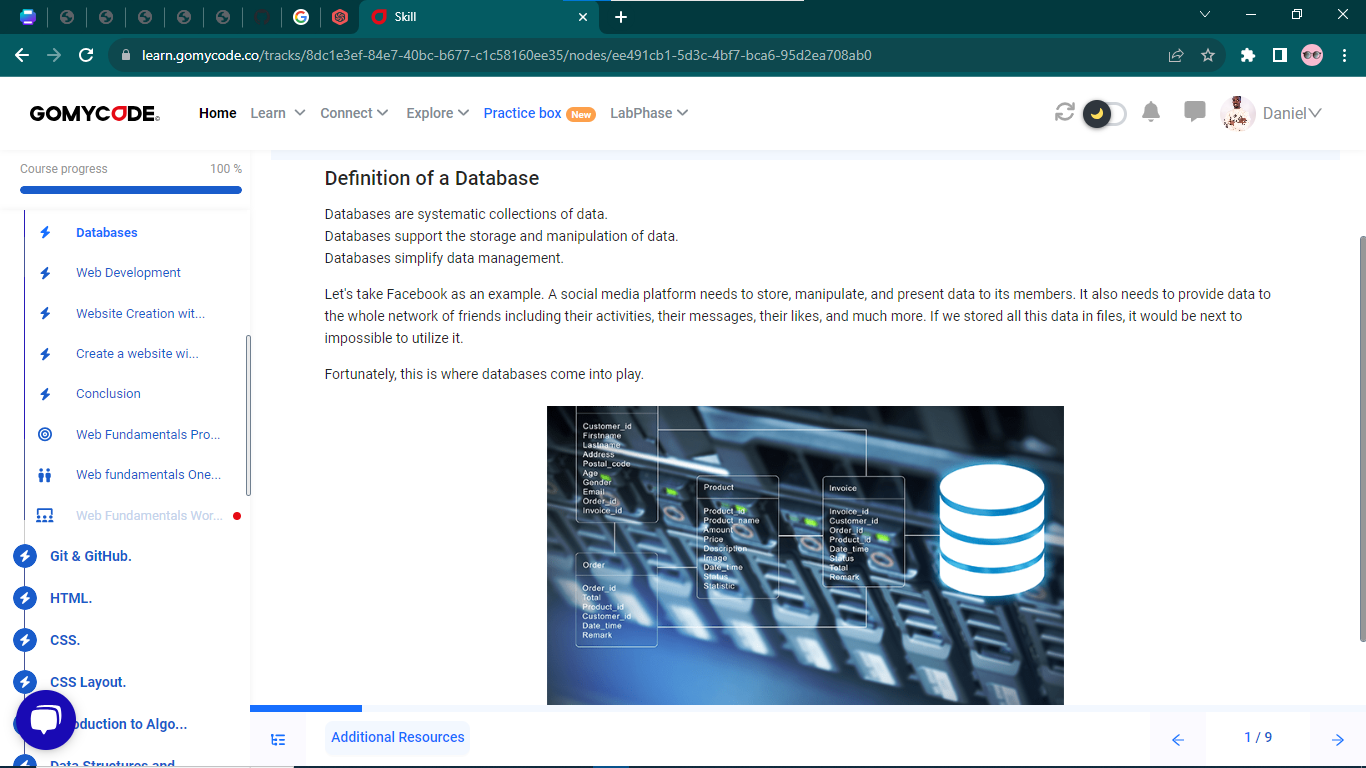 Skill
learn.gomycode.co/tracks/8dc1e3ef-84e7-40bc-b677-c1c58160ee35/nodes/ee491cb1-5d3c-4bf7-bca6-95d2ea708ab0
GOMYCODE
Home
Learn
Connect
Explore
Practice box
New
LabPhase
Daniel
Course progress
100 %
Databases
Web Development
Website Creation wit...
Create a website wi...
Conclusion
Web Fundamentals Pro...
Web fundamentals One...
Web Fundamentals Wor...
Git & GitHub.
HTML.
CSS.
CSS Layout.
oduction to Algo...
Data Structures and
Definition of a Database
Databases are systematic collections of data.
Databases support the storage and manipulation of data.
Databases simplify data management.
Let's take Facebook as an example. A social media platform needs to store, manipulate, and present data to its members. It also needs to provide data to
the whole network of friends including their activities, their messages, their likes, and much more. If we stored all this data in files, it would be next to
impossible to utilize it.
Fortunately, this is where databases come into play.
Customer_id
Firstname
Lastname
Address
Postal_code
Age
Gender
Email
Order_id
Invoice_id
Order
Order_id
Total
Product_id
Customer_id
Date_time
Remark
Product
Product_id
Product_name
Amount
Price
Description
Image
Date_time
Status
Statistic
Invoice
Invoice_id
Customer_id
Order_id
Product_id
Date_time
Status
Total
Remark
Additional Resources
1 / 9